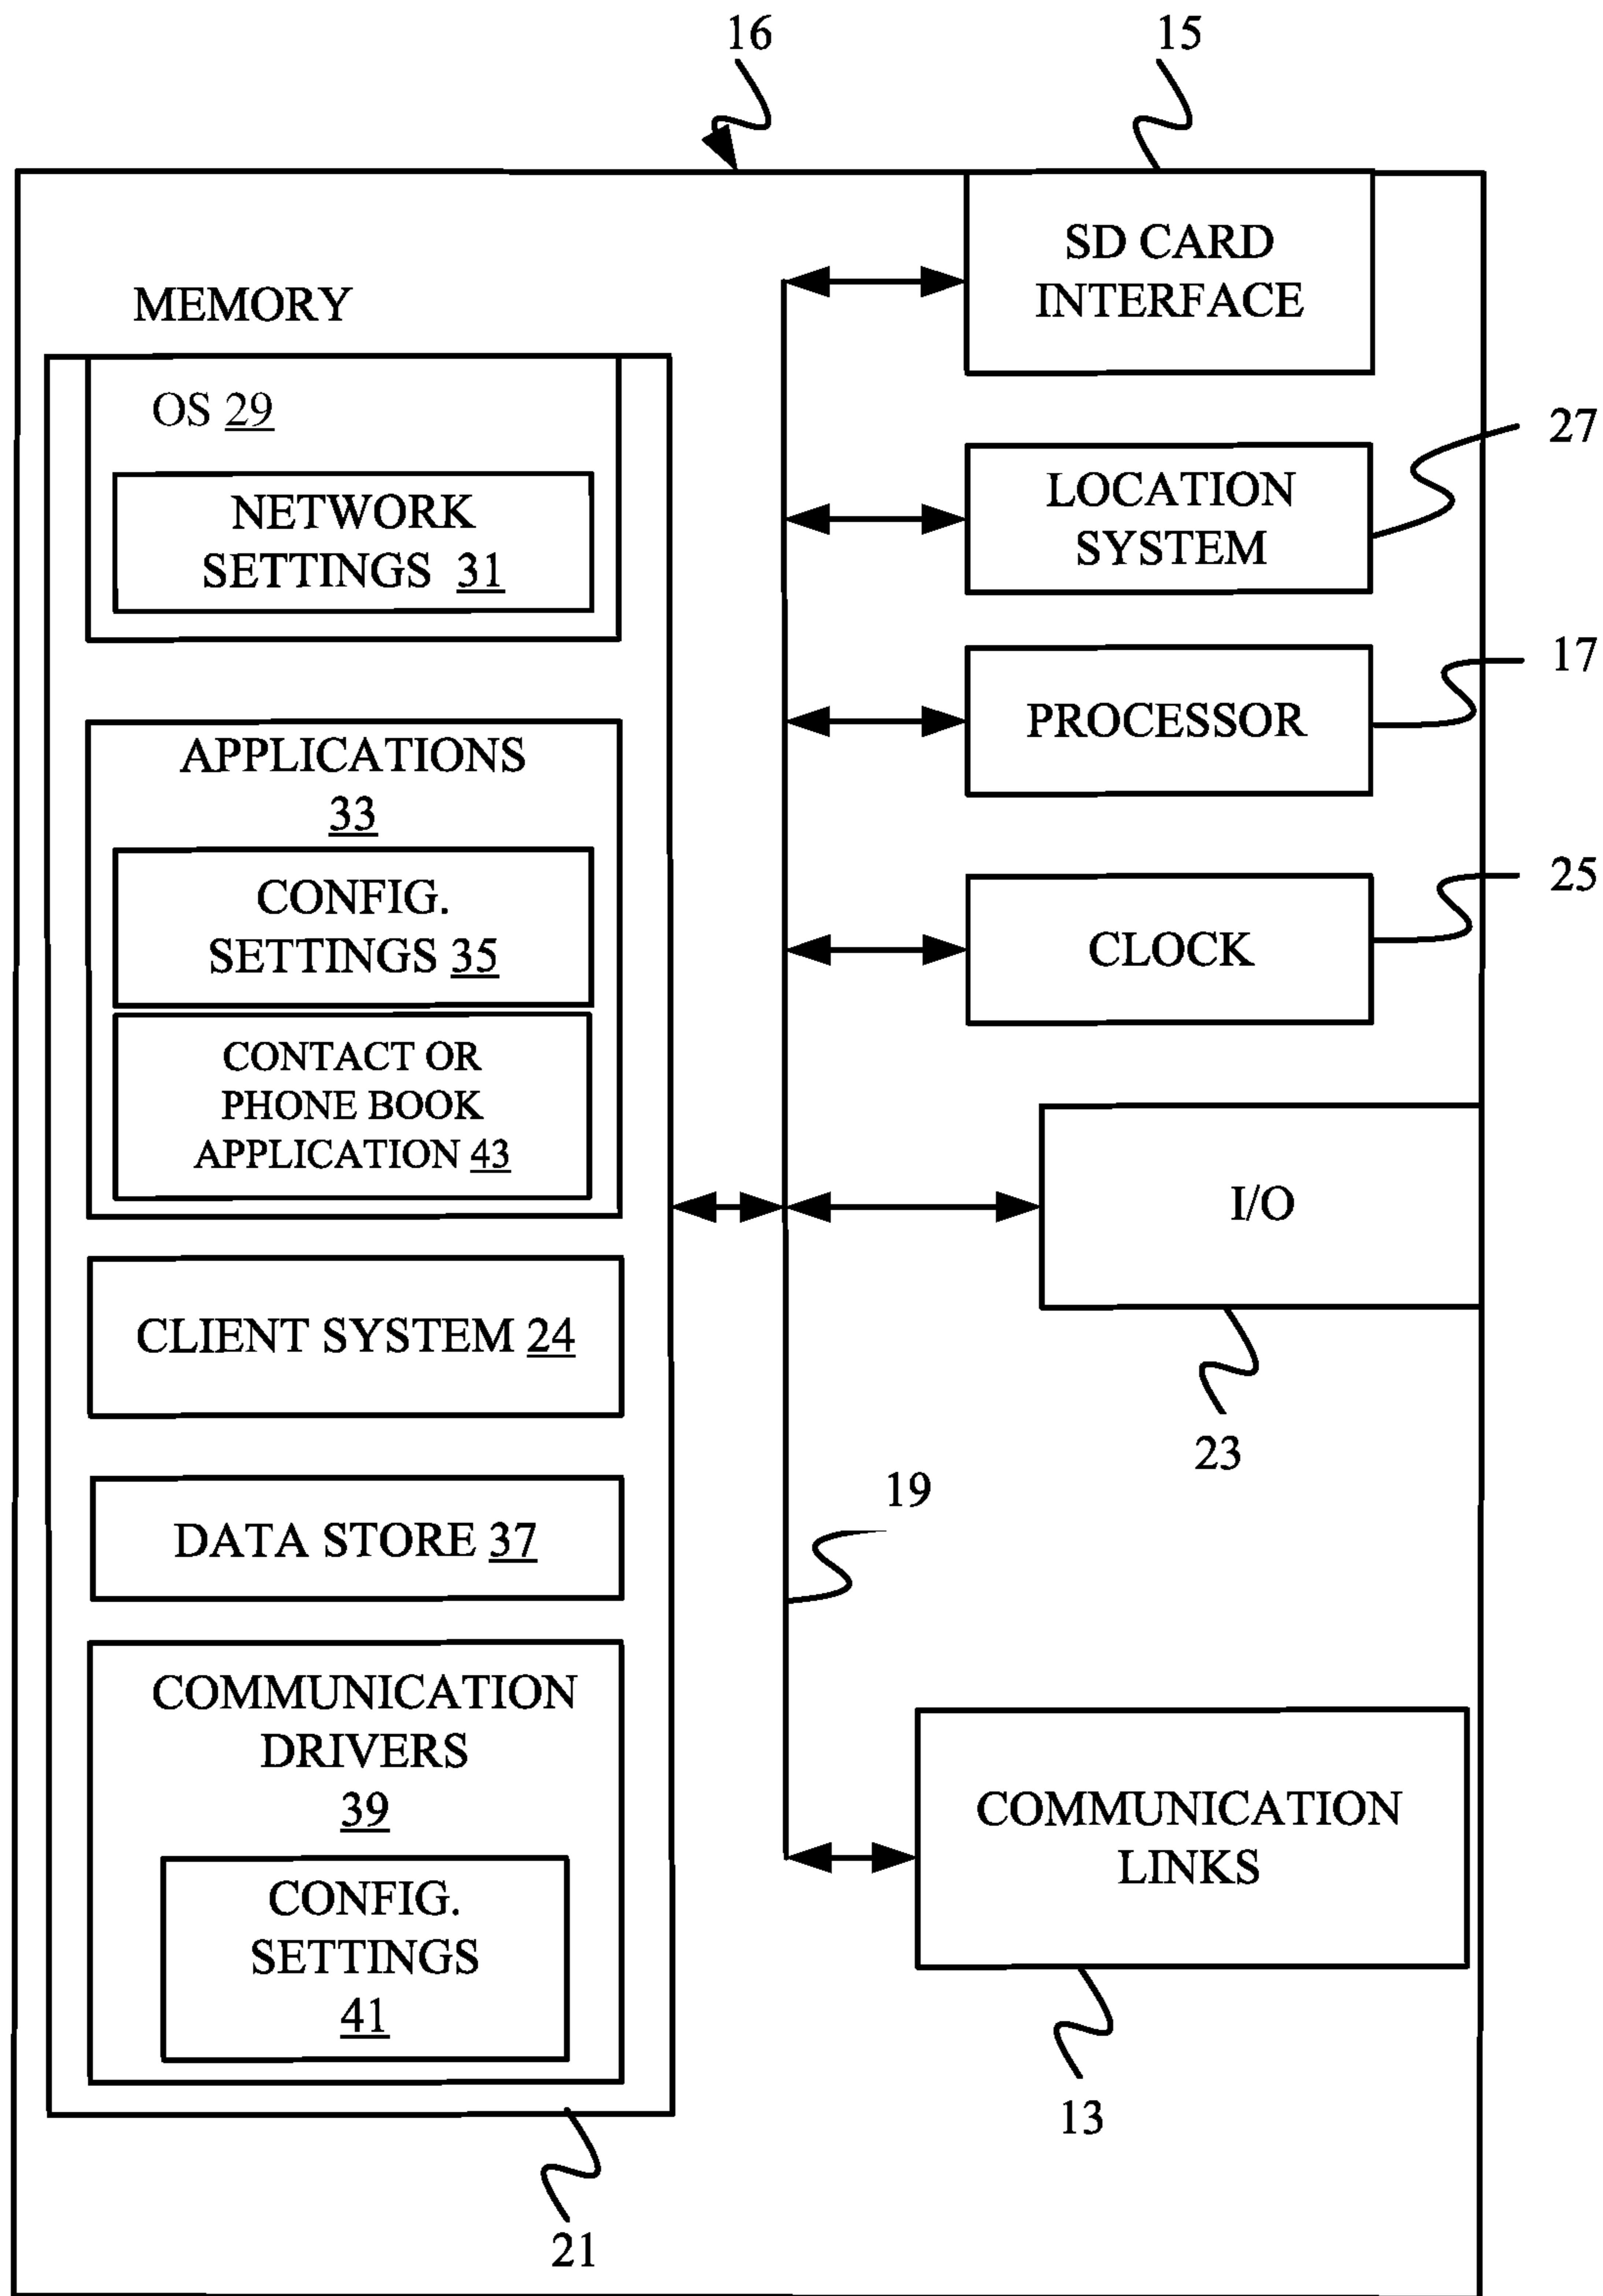 16
15
MEMORY
OS 29
NETWORK
SETTINGS 31
APPLICATIONS
33
CONFIG.
SETTINGS 35
CONTACT OR
PHONE BOOK
APPLICATION 43
CLIENT SYSTEM 24
DATA STORE 37
COMMUNICATION
DRIVERS
39
CONFIG.
SETTINGS
41
21
SD CARD
INTERFACE
LOCATION
SYSTEM
27
PROCESSOR
17
CLOCK
25
I/O
23
19
COMMUNICATION
LINKS
13